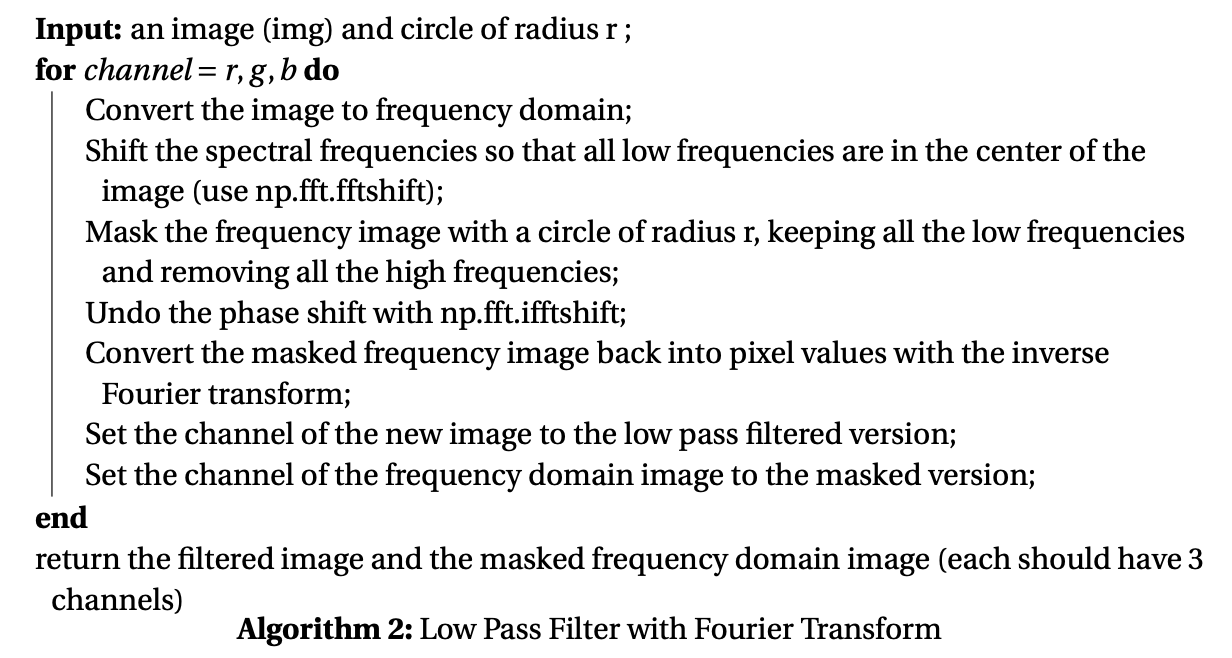 Input: an image (img) and circle of radius r ;
for channel = r, g, b do
Convert the image to frequency domain;
Shift the spectral frequencies so that all low frequencies are in the center of the
image (use np.fft.fftshift);
Mask the frequency image with a circle of radius r, keeping all the low frequencies
and removing all the high frequencies;
Undo the phase shift with np.fft.ifftshift;
Convert the masked frequency image back into pixel values with the inverse
Fourier transform;
Set the channel of the new image to the low pass filtered version;
Set the channel of the frequency domain image to the masked version;
end
return the filtered image and the masked frequency domain image (each should have 3
channels)
Algorithm 2: Low Pass Filter with Fourier Transform